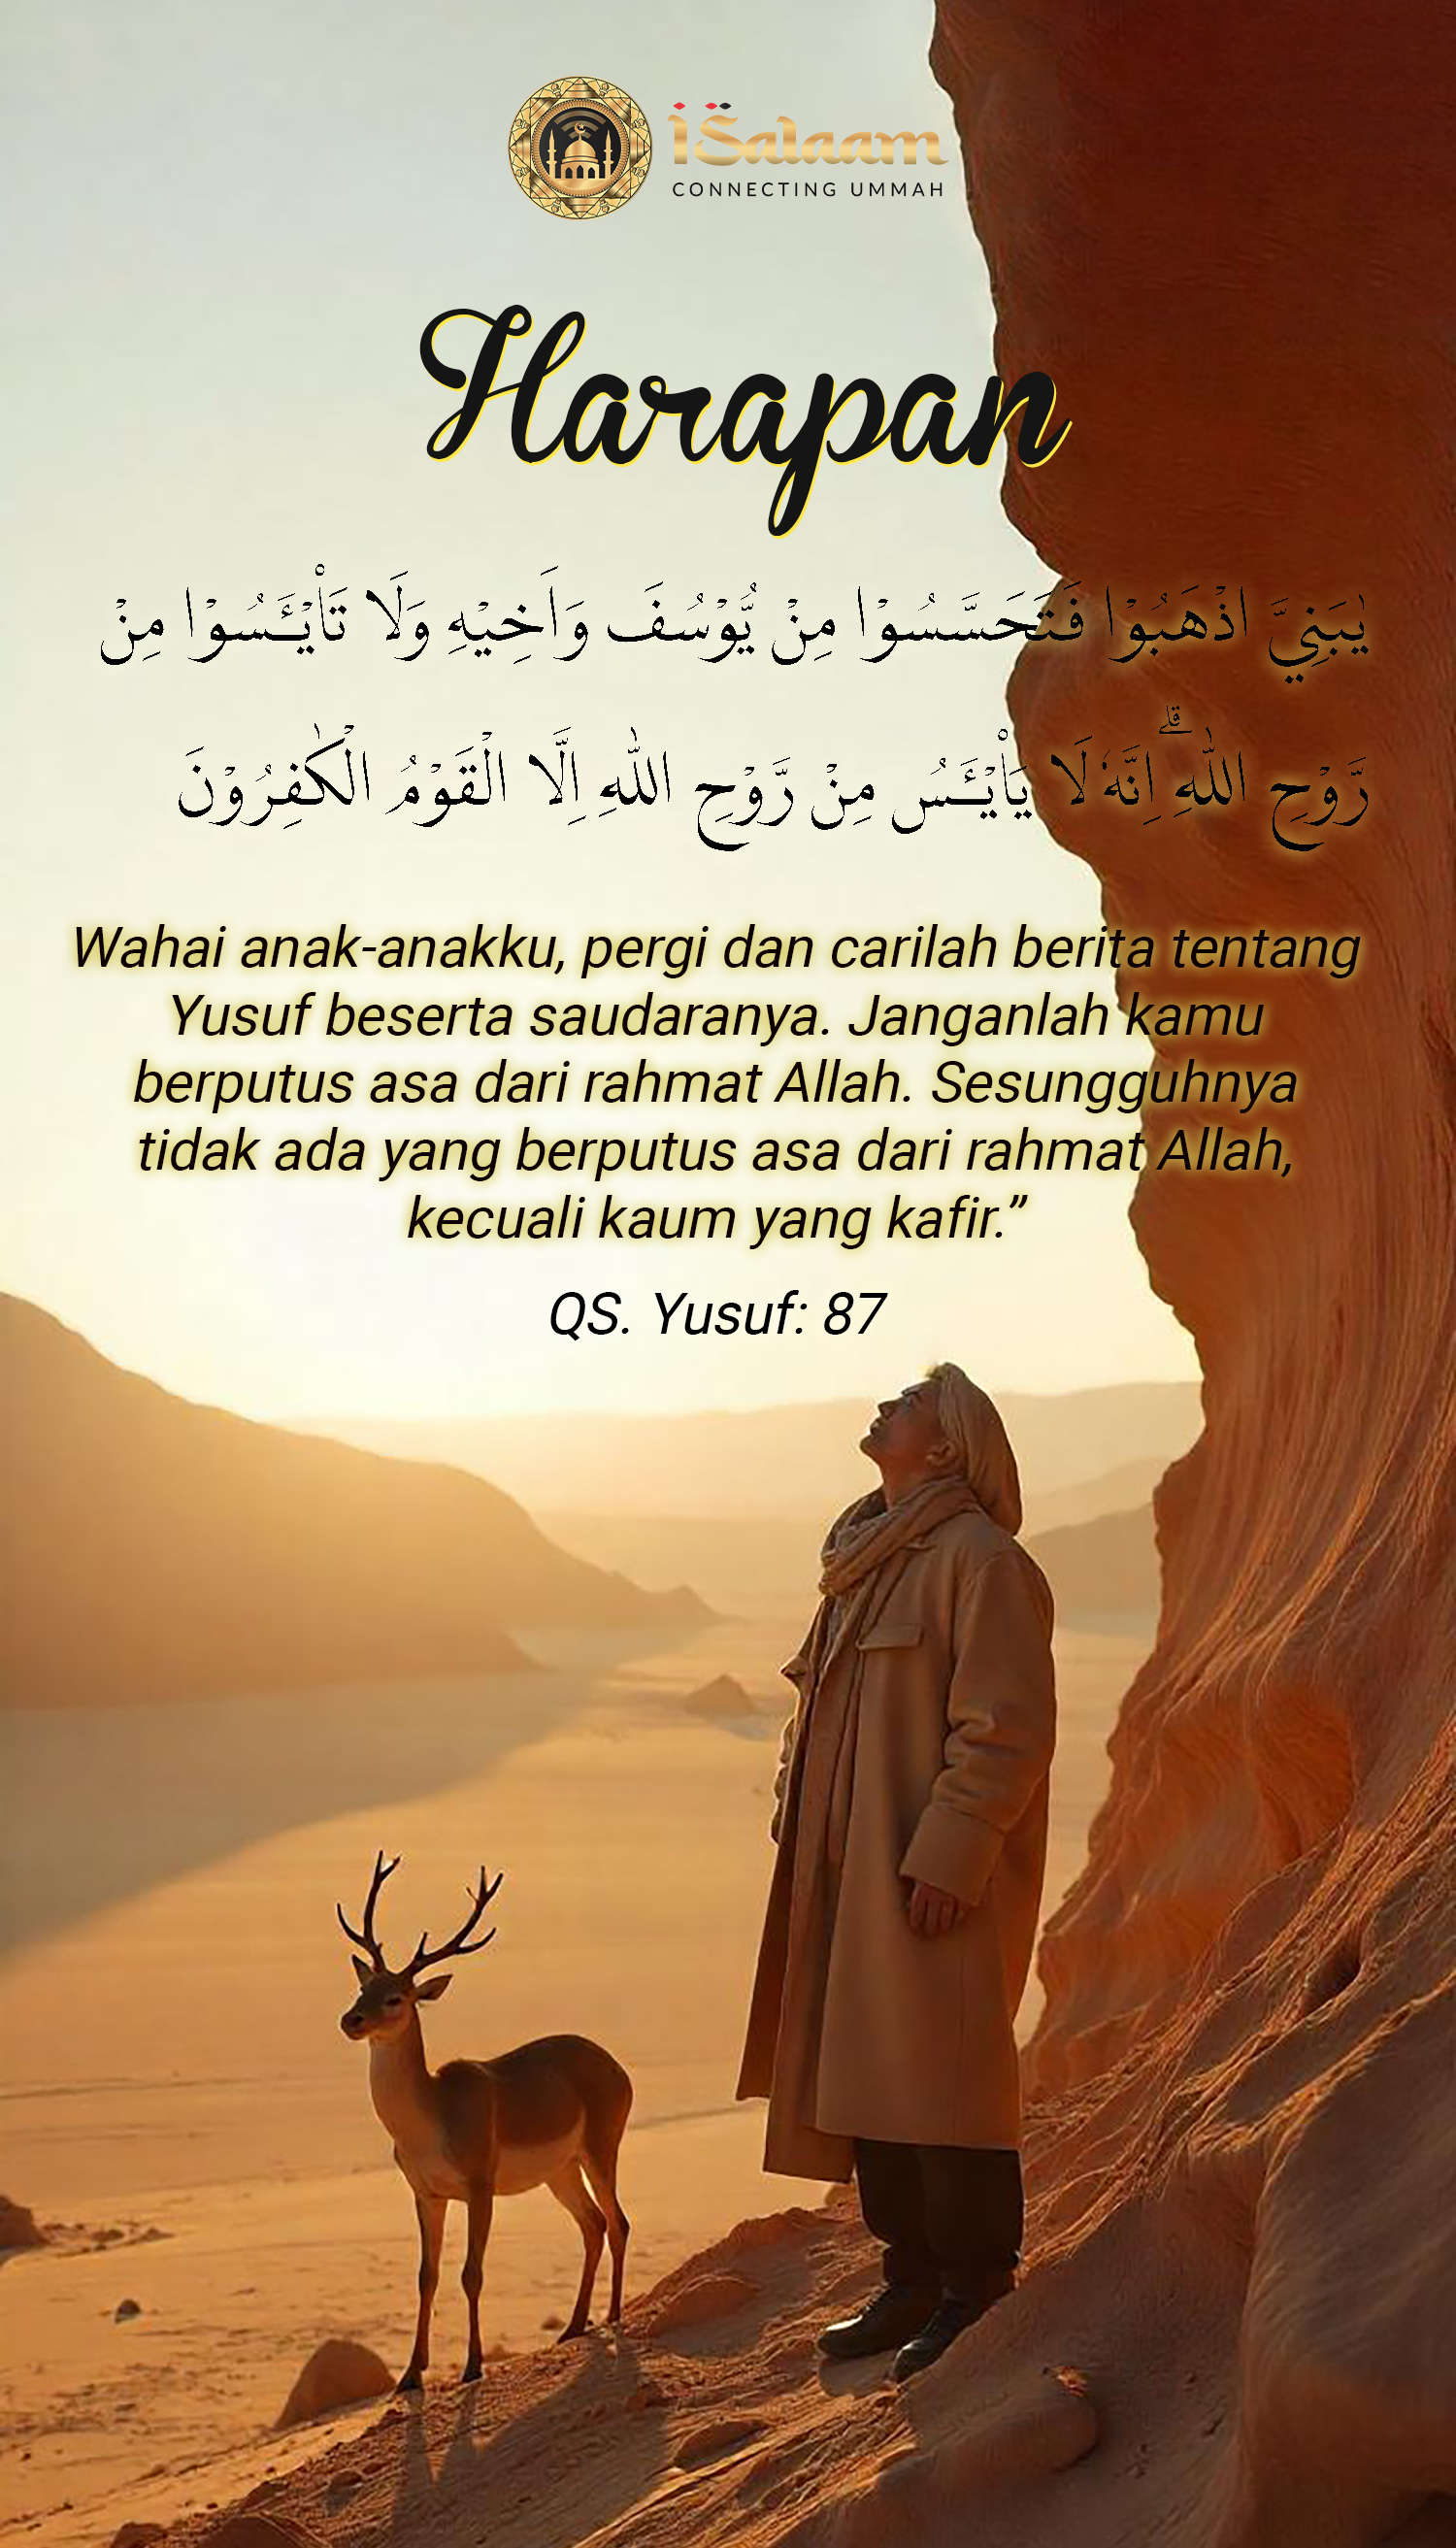 iSalaam
CONNECTING UMMAH
Harapan
يٰبَنِيَّ اذْهَبُوْا فَتَحَسَّسُوْا مِنْ يُّوْسُفَ وَاَخِيْهِ وَلَا تَا۟يْـَٔسُوْا مِنْ
رَّوْحِ اللّٰهِ ۗاِنَّهٗ لَا يَا۟يْـَٔسُ مِنْ رَّوْحِ اللّٰهِ اِلَّا الْقَوْمُ الْكٰفِرُوْنَ
Wahai anak-anakku, pergi dan carilah berita tentang
Yusuf beserta saudaranya. Janganlah kamu
berputus asa dari rahmat Allah. Sesungguhnya
tidak ada yang berputus asa dari rahmat Allah,
kecuali kaum yang kafir.”
QS. Yusuf: 87